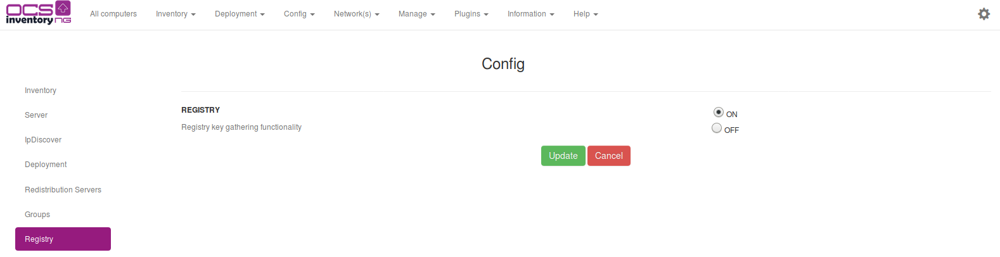 OCS
inventory NG
All computers Inventory Deployment Config Network(s) Manage Plugins Information Help
Config
Inventory
Server
IpDiscover
Deployment
Redistribution Servers
Groups
Registry
REGISTRY
Registry key gathering functionality
ON
OFF
Update Cancel